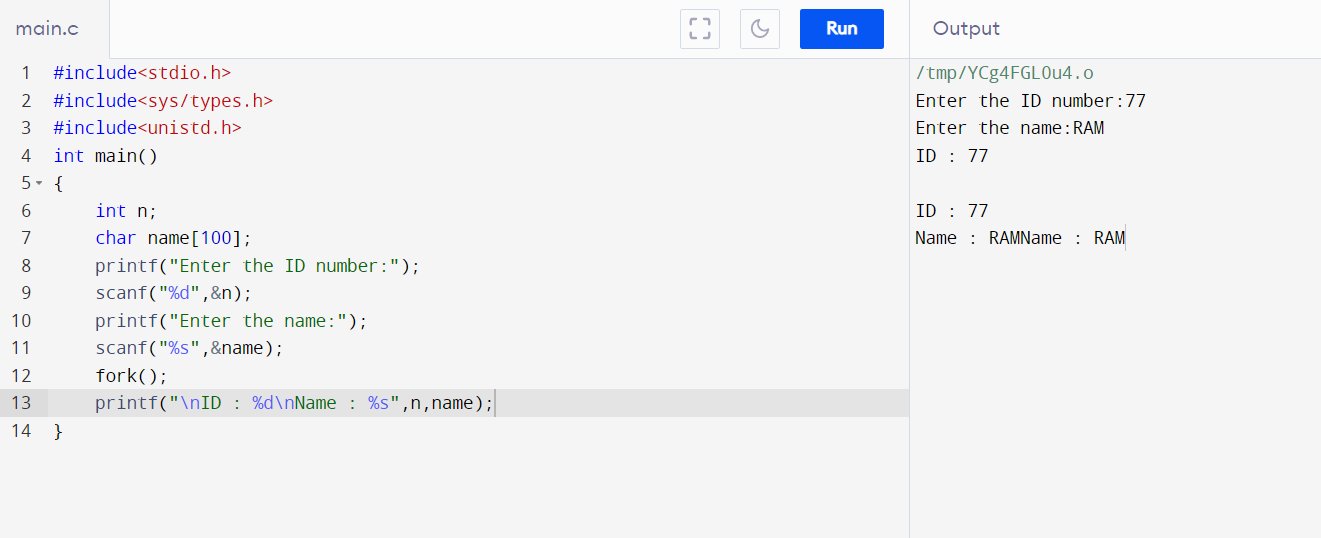 main.c
Run
Output
1 #include<stdio.h>
2 #include<sys/types.h>
3 #include<unistd.h>
4 int main()
5 {
6     int n;
7     char name[100];
8     printf("Enter the ID number:");
9     scanf("%d",&n);
10     printf("Enter the name:");
11     scanf("%s",&name);
12     fork();
13     printf("\nID : %d\nName : %s",n,name);
14 }
/tmp/YCg4FGL0u4.o
Enter the ID number:77
Enter the name:RAM
ID : 77
ID : 77
Name : RAMName : RAM